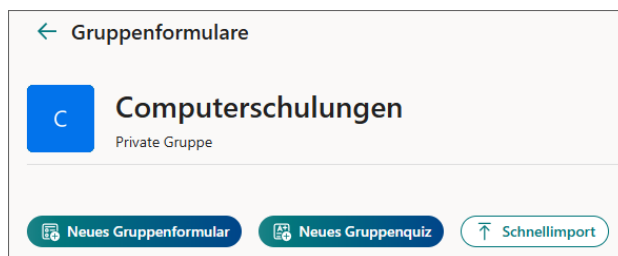 Gruppenformulare
C
Computerschulungen
Private Gruppe
Neues Gruppenformular
Neues Gruppenquiz
Schnellimport